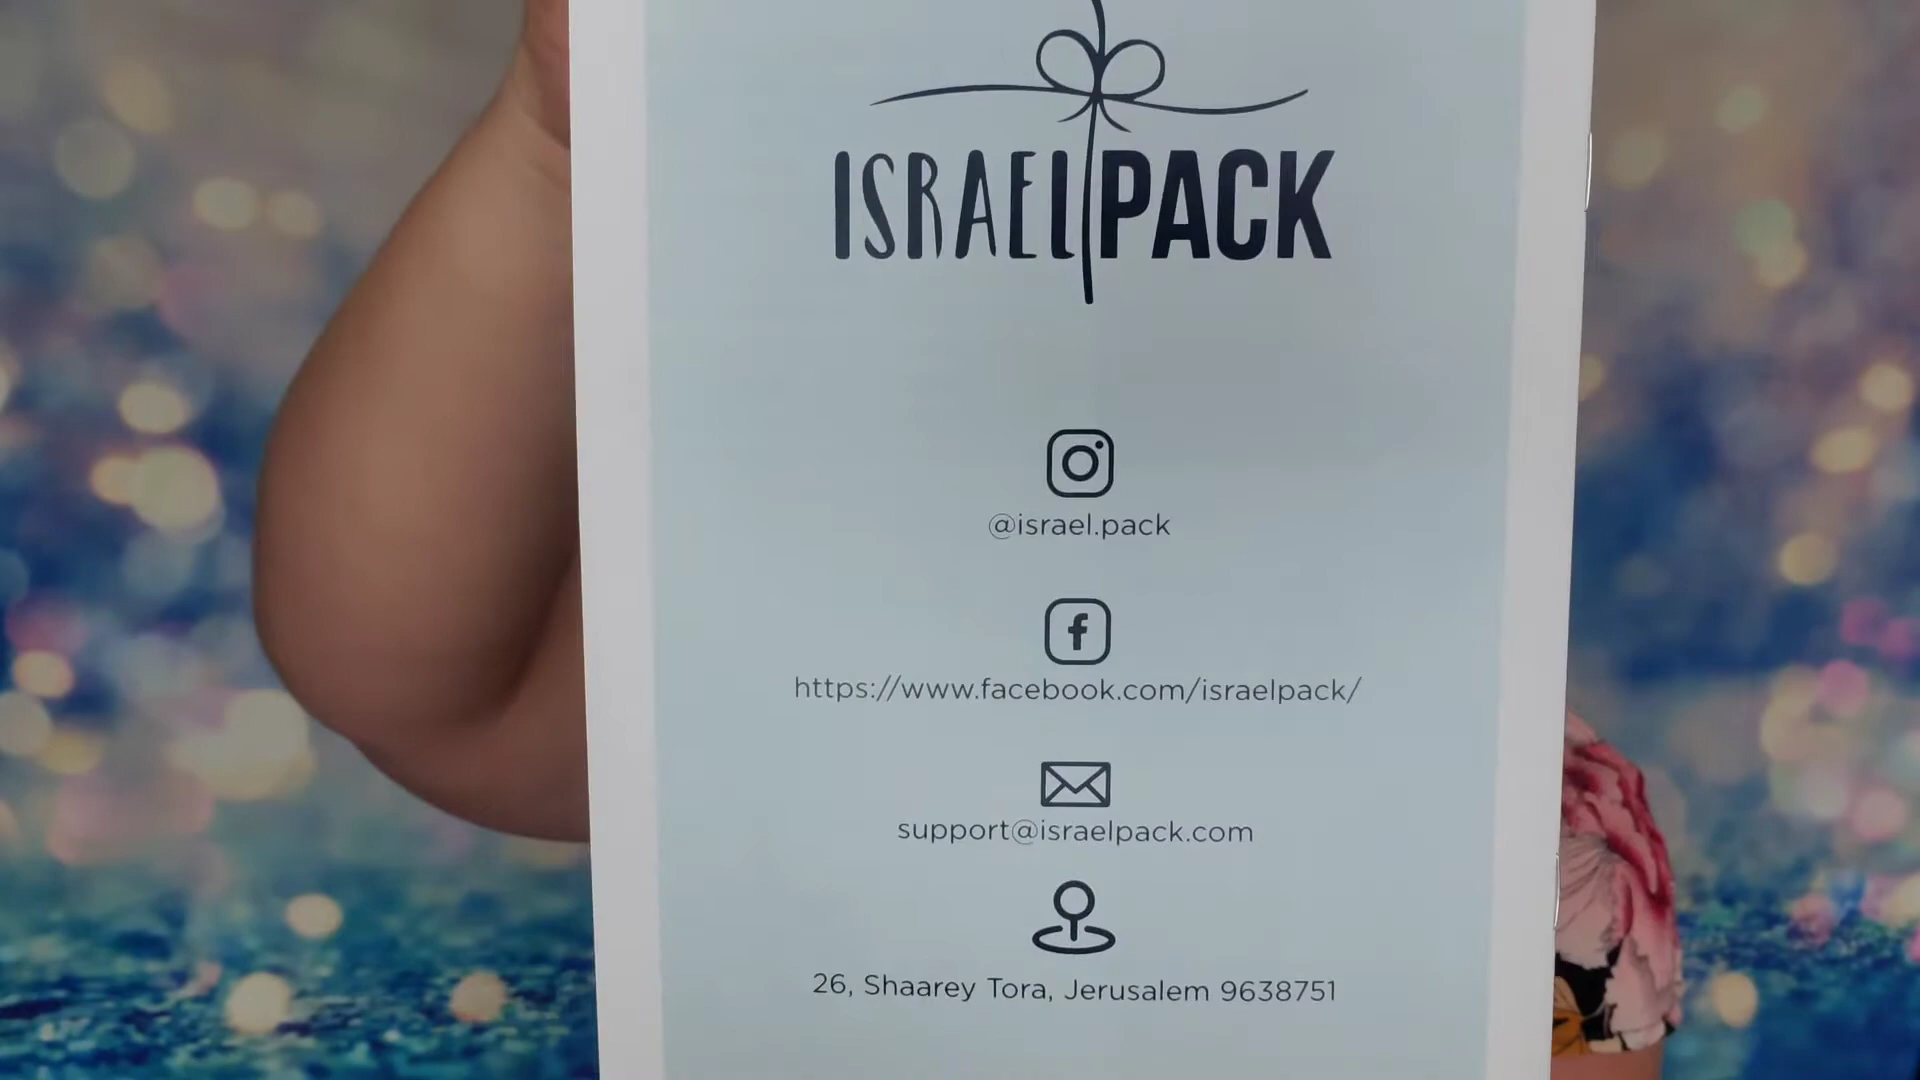 ISRAELPACK
@israel.pack
https://www.facebook.com/israelpack/
support@israelpack.com
26, Shaarey Tora, Jerusalem 9638751